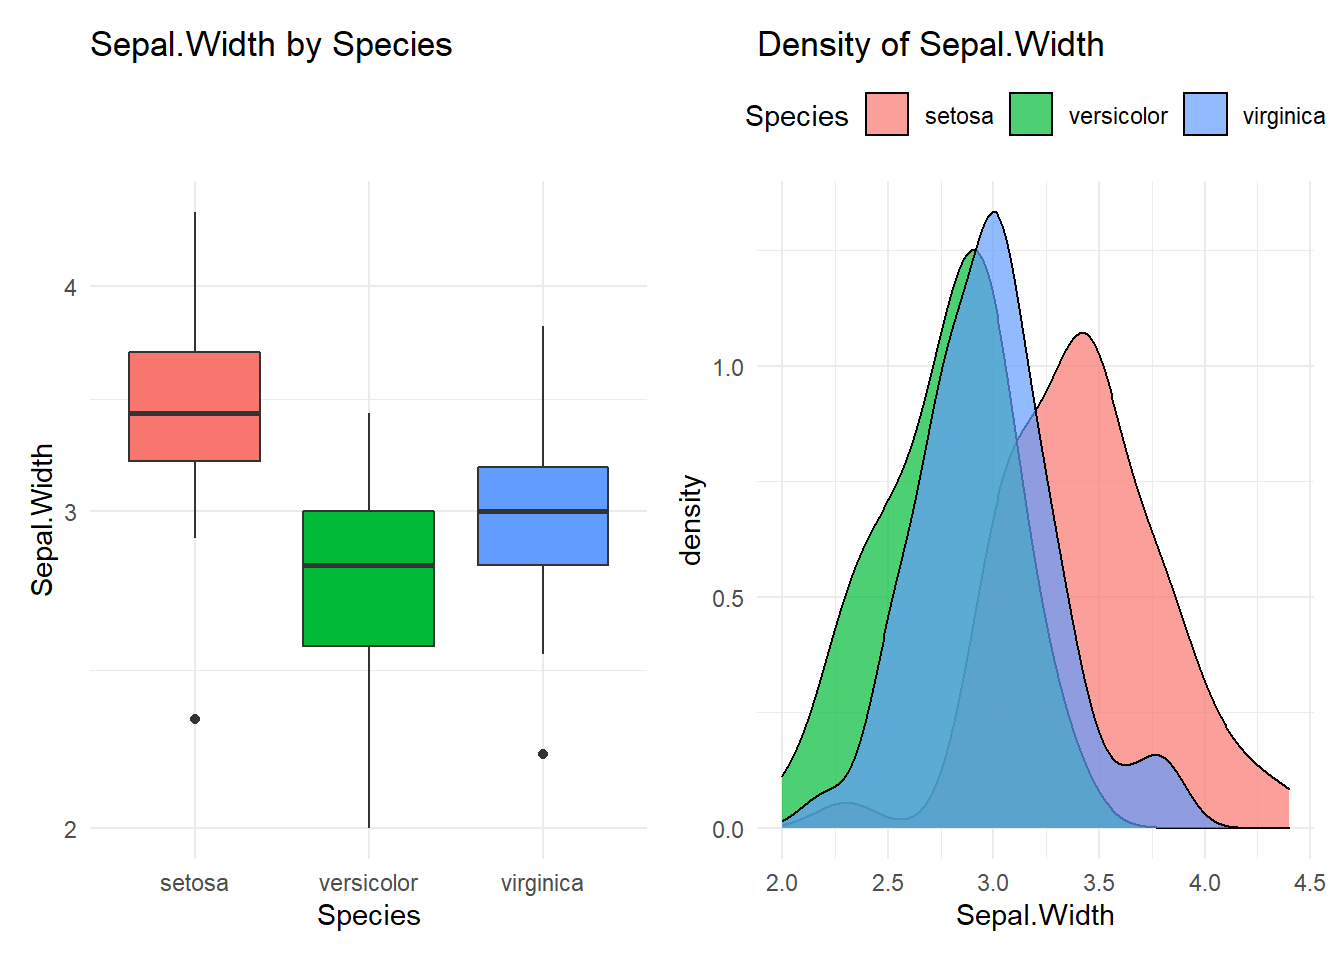 Sepal.Width by Species
4
3
2
Sepal.Width
setosa versicolor virginica
Species
Density of Sepal.Width
Species setosa versicolor virginica
1.0
0.5
0.0
density
2.0 2.5 3.0 3.5 4.0 4.5
Sepal.Width